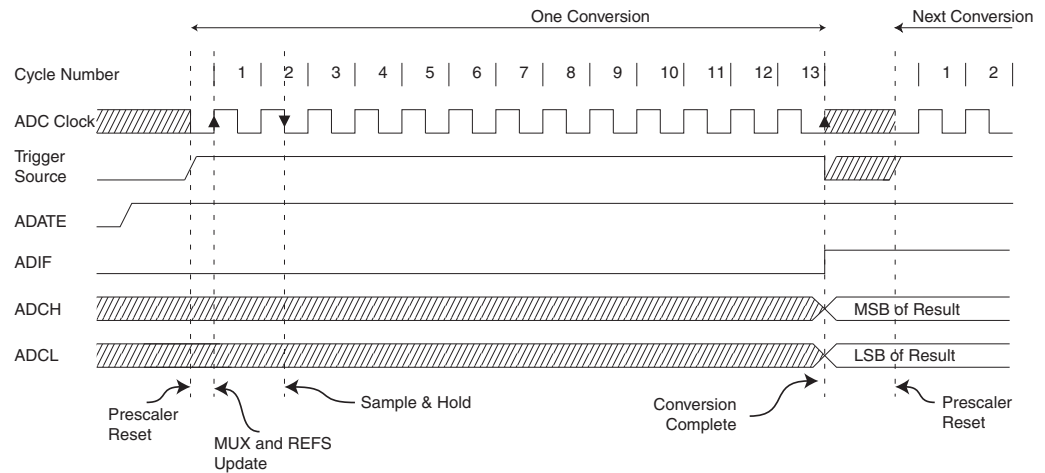 One Conversion
Next Conversion
Cycle Number
1 2 3 4 5 6 7 8 9 10 11 12 13 1 2
ADC Clock
Trigger
Source
ADATE
ADIF
ADCH
MSB of Result
ADCL
LSB of Result
Prescaler
Reset
MUX and REFS
Update
Sample & Hold
Conversion
Complete
Prescaler
Reset